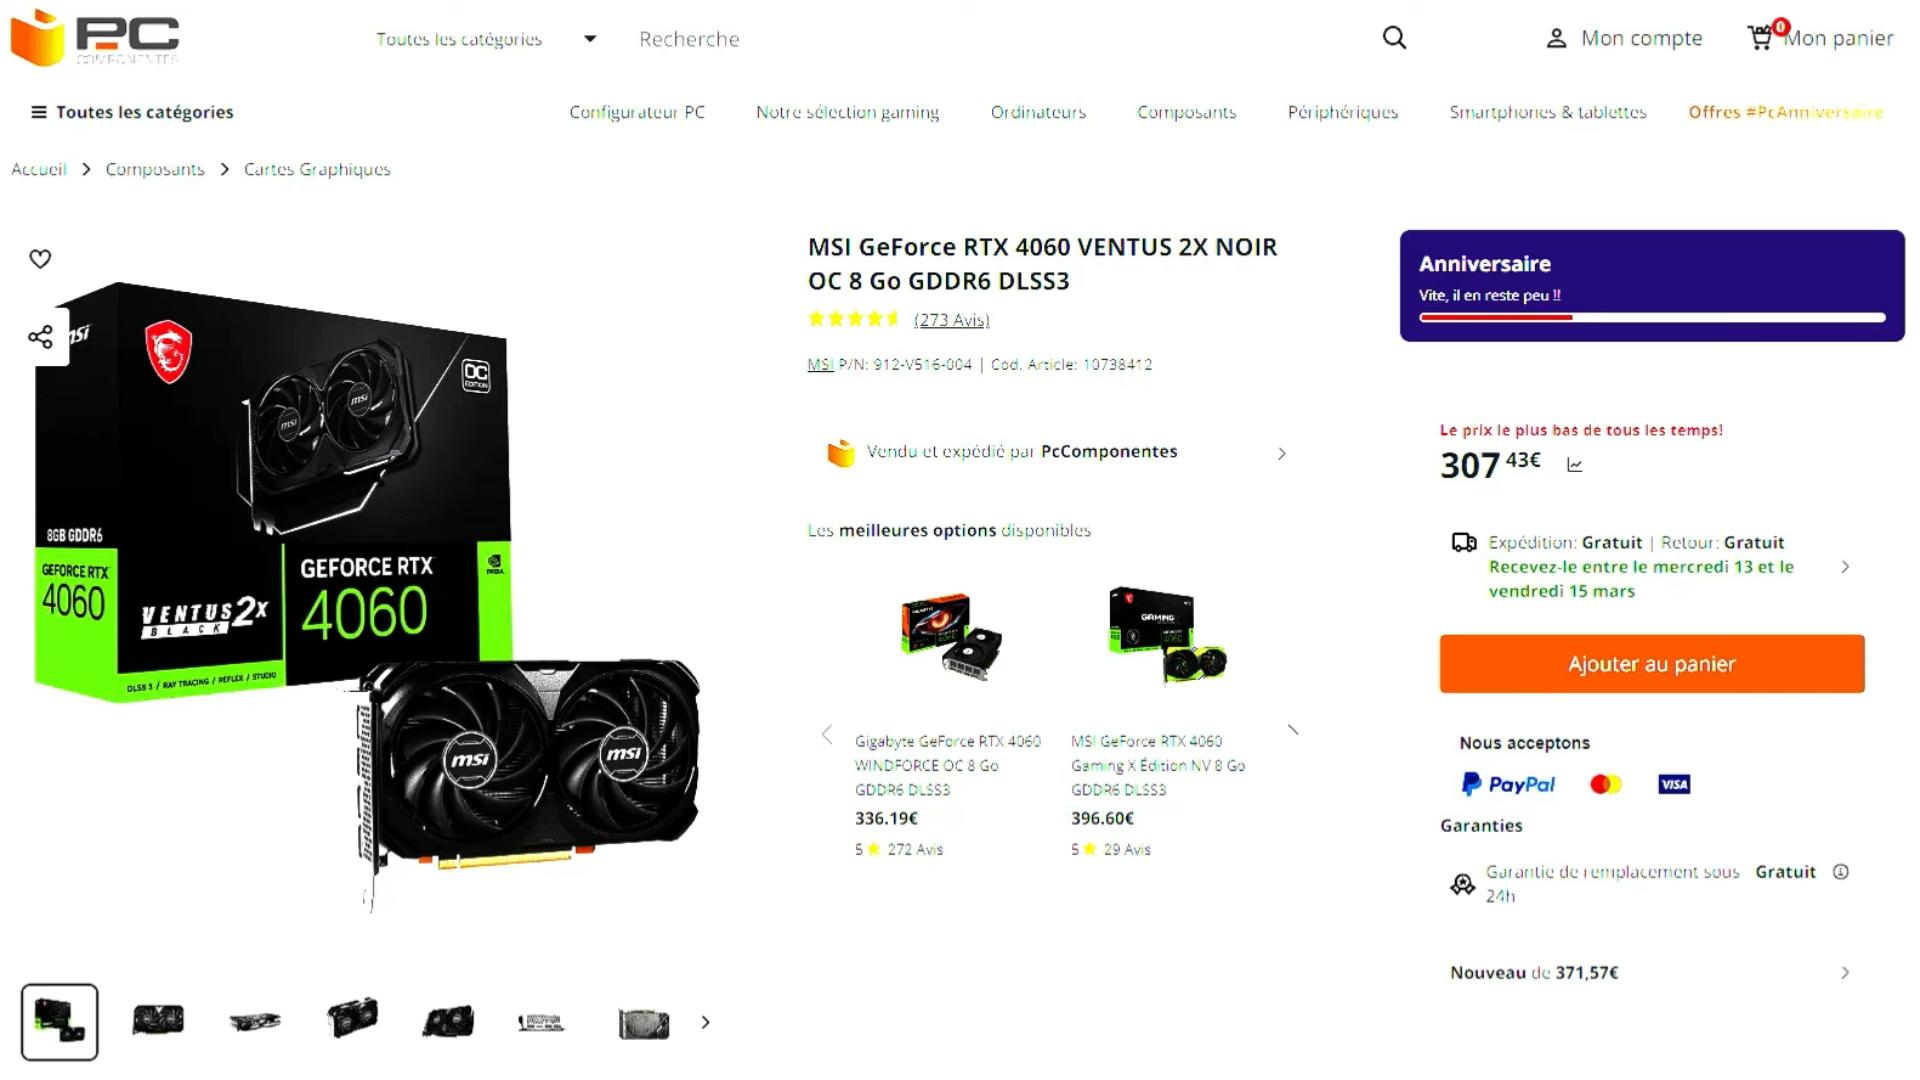 PC
COMPONENTES
Toutes les catégories
Recherche
Mon compte
0
Mon panier
Toutes les catégories
Configurateur PC
Notre sélection gaming
Ordinateurs
Composants
Périphériques
Smartphones & tablettes
Offres #PcAnniversaire
Accueil > Composants > Cartes Graphiques
msi
OC
EDITION
msi
msi
8GB GDDR6
GEFORCE RTX
4060
VENTUS 2X
BLACK
GEFORCE RTX
4060
NVIDIA
DLSS 3 / RAY TRACING / REFLEX / STUDIO
msi
msi
MSI GeForce RTX 4060 VENTUS 2X NOIR
OC 8 Go GDDR6 DLSS3
(273 Avis)
MSI P/N: 912-V516-004 | Cod. Article: 10738412
Vendu et expédié par PcComponentes
Les meilleures options disponibles
GAMING
Gigabyte GeForce RTX 4060
WINDFORCE OC 8 Go
GDDR6 DLSS3
336.19€
5 272 Avis
MSI GeForce RTX 4060
Gaming X Édition NV 8 Go
GDDR6 DLSS3
396.60€
5 29 Avis
Anniversaire
Vite, il en reste peu !!
Le prix le plus bas de tous les temps!
307 43€
Expédition: Gratuit | Retour: Gratuit
Recevez-le entre le mercredi 13 et le
vendredi 15 mars
Ajouter au panier
Nous acceptons
PayPal
VISA
Garanties
Garantie de remplacement sous
24h
Gratuit
Nouveau de 371,57€